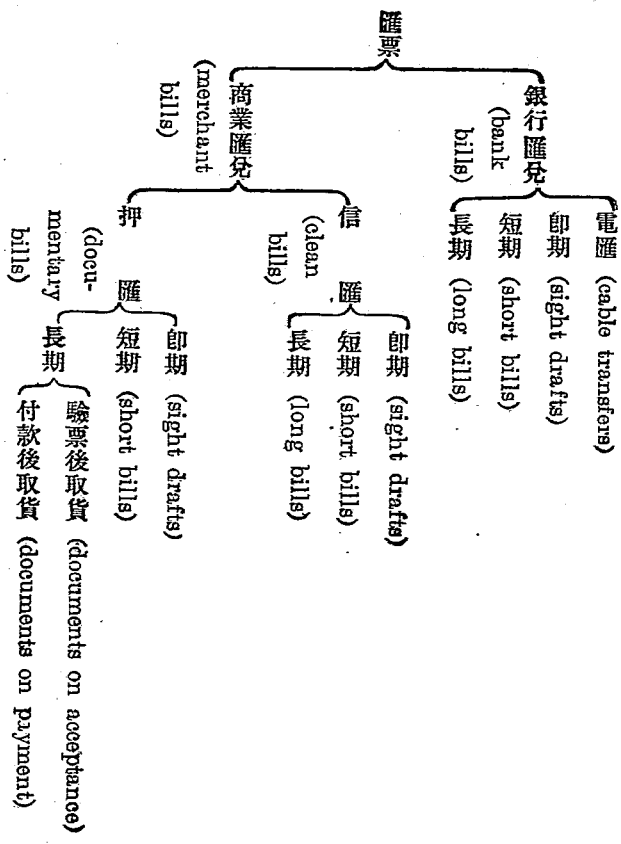 匯票
銀行匯兌 (bank bills)
電匯 (cable transfers)
卽期 (sight drafts)
短期 (short bills)
長期 (long bills)
商業匯兌 (merchant bills)
信匯 (clean bills)
卽期 (sight drafts)
短期 (short bills)
長期 (long bills)
押匯 (docu-mentary bills)
卽期 (sight drafts)
短期 (short bills)
長期
驗票後取貨 (documents on acceptance)
付款後取貨 (documents on payment)